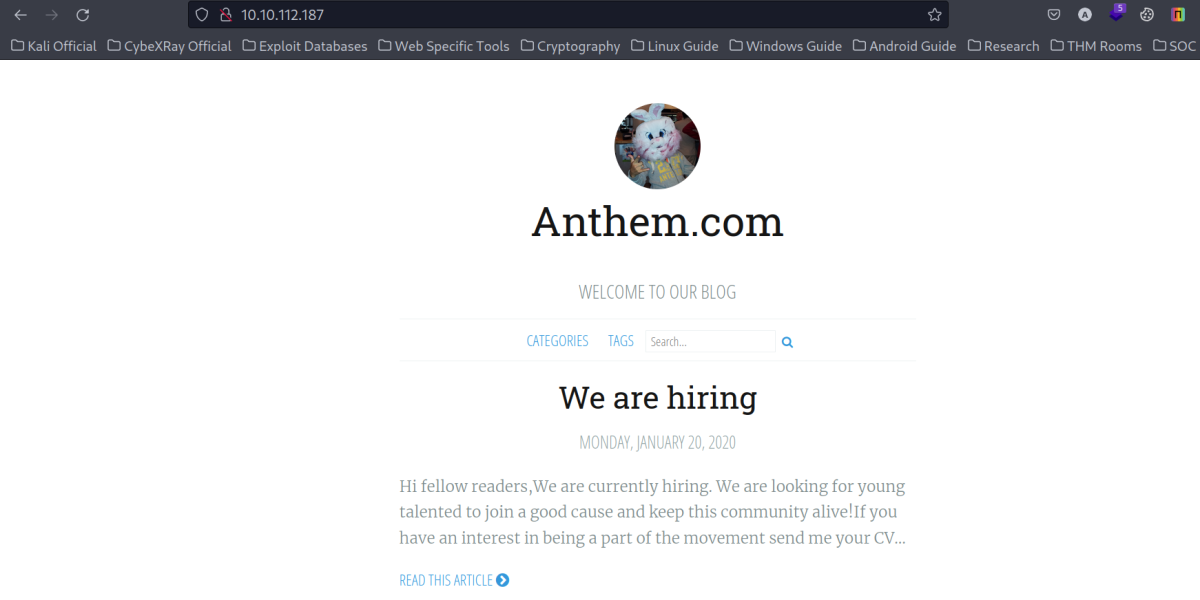 10.10.112.187
5
Kali Official CybeXRay Official Exploit Databases Web Specific Tools Cryptography Linux Guide Windows Guide Android Guide Research THM Rooms SOC
Anthem.com
WELCOME TO OUR BLOG
CATEGORIES TAGS Search...
We are hiring
MONDAY, JANUARY 20, 2020
Hi fellow readers,We are currently hiring. We are looking for young
talented to join a good cause and keep this community alive!If you
have an interest in being a part of the movement send me your CV...
READ THIS ARTICLE